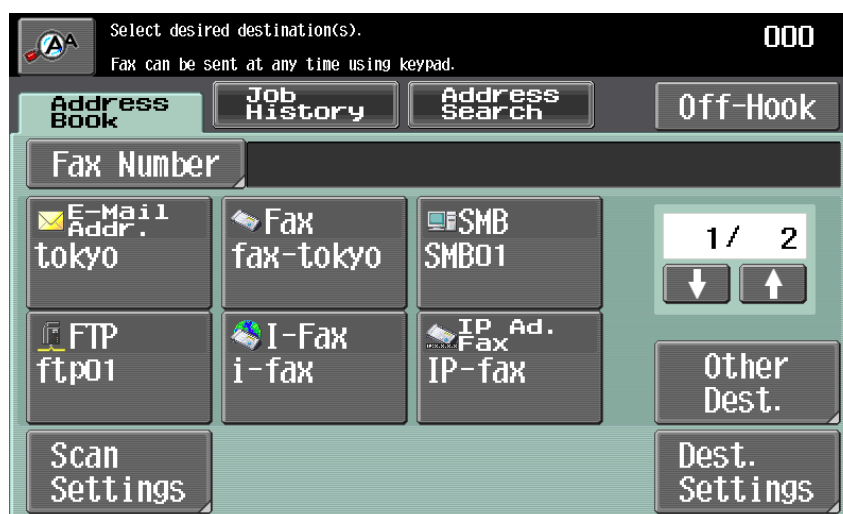 AA
Select desired destination(s).
000
Fax can be sent at any time using keypad.
Address
Book
Job
History
Address
Search
Off-Hook
Fax Number
E-Mail
Addr.
tokyo
Fax
fax-tokyo
SMB
SMB01
1/ 2
FTP
ftp01
I-Fax
i-fax
IP Ad.
Fax
IP-fax
Other
Dest.
Scan
Settings
Dest.
Settings